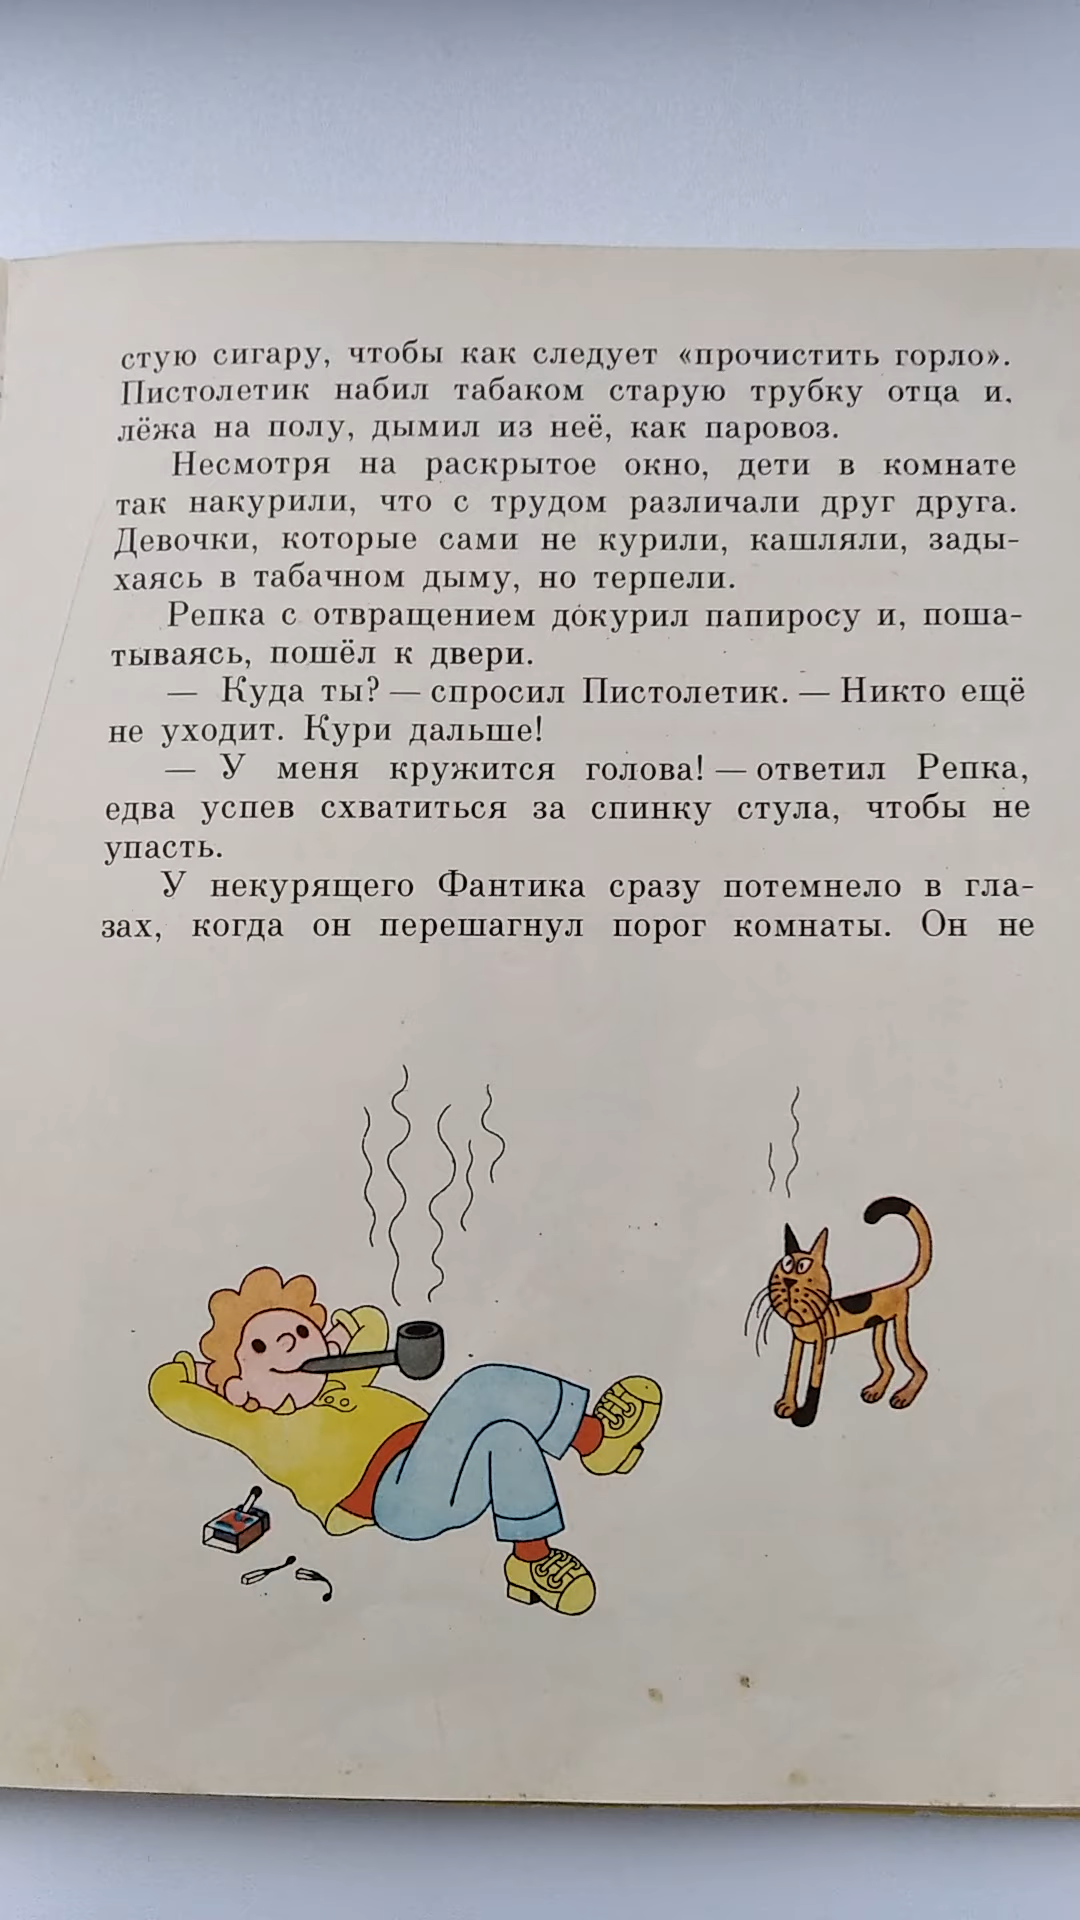 стую сигару, чтобы как следует «прочистить горло».
Пистолетик набил табаком старую трубку отца и,
лёжа на полу, дымил из неё, как паровоз.
Несмотря на раскрытое окно, дети в комнате
так накурили, что с трудом различали друг друга.
Девочки, которые сами не курили, кашляли, зады-
хаясь в табачном дыму, но терпели.
Репка с отвращением докурил папиросу и, поша-
тываясь, пошёл к двери.
— Куда ты? — спросил Пистолетик. — Никто ещё
не уходит. Кури дальше!
— У меня кружится голова! — ответил Репка,
едва успев схватиться за спинку стула, чтобы не
упасть.
У некурящего Фантика сразу потемнело в гла-
зах, когда он перешагнул порог комнаты. Он не